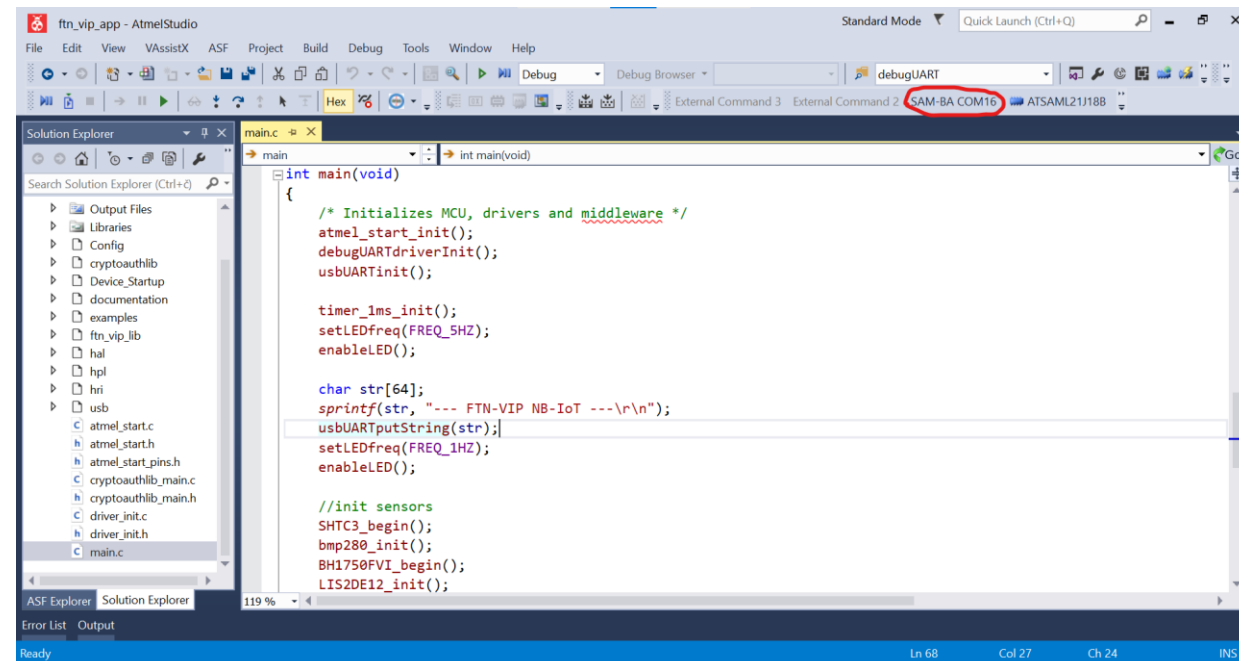 ftn_vip_app - AtmelStudio
Standard Mode
Quick Launch (Ctrl+Q)
File Edit View VAssistX ASF Project Build Debug Tools Window Help
Debug
Debug Browser
debugUART
Hex
External Command 3 External Command 2 SAM-BA COM16 ATSAML21J18B
Solution Explorer
Search Solution Explorer (Ctrl+č)
Output Files
Libraries
Config
cryptoauthlib
Device_Startup
documentation
examples
ftn_vip_lib
hal
hpl
hri
usb
atmel_start.c
atmel_start.h
atmel_start_pins.h
cryptoauthlib_main.c
cryptoauthlib_main.h
driver_init.c
driver_init.h
main.c
ASF Explorer Solution Explorer
main.c
main
int main(void)
Go
int main(void)
{
/* Initializes MCU, drivers and middleware */
atmel_start_init();
debugUARTdriverInit();
usbUARTinit();
timer_1ms_init();
setLEDfreq(FREQ_5HZ);
enableLED();
char str[64];
sprintf(str, "--- FTN-VIP NB-IoT ---\r\n");
usbUARTputString(str);
setLEDfreq(FREQ_1HZ);
enableLED();
//init sensors
SHTC3_begin();
bmp280_init();
BH1750FVI_begin();
LIS2DE12_init();
119 %
Error List Output
Ready
Ln 68 Col 27 Ch 24 INS